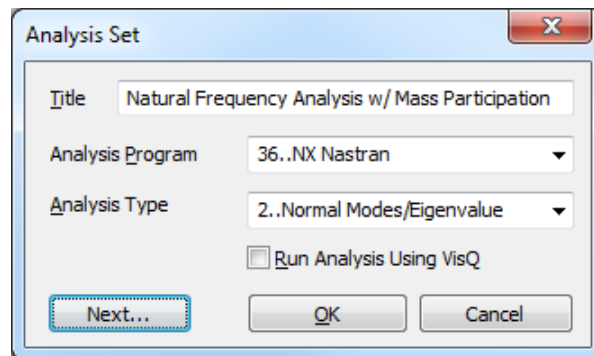 Analysis Set
Title Natural Frequency Analysis w/ Mass Participation
Analysis Program 36..NX Nastran
Analysis Type 2..Normal Modes/Eigenvalue
Run Analysis Using VisQ
Next... OK Cancel